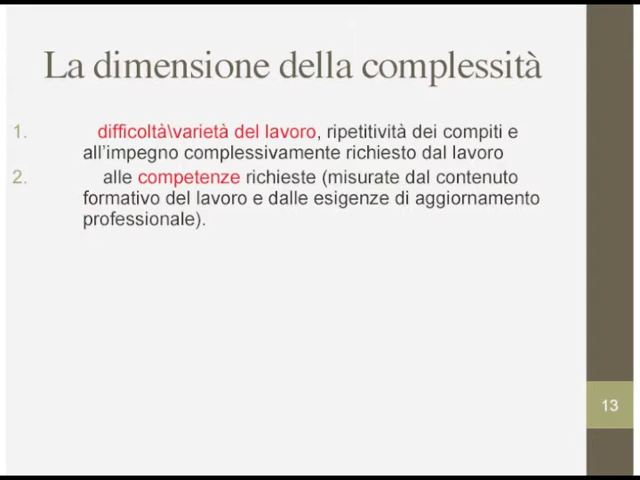 La dimensione della complessità
1. difficoltà\varietà del lavoro, ripetitività dei compiti e
all’impegno complessivamente richiesto dal lavoro
2. alle competenze richieste (misurate dal contenuto
formativo del lavoro e dalle esigenze di aggiornamento
professionale).
13